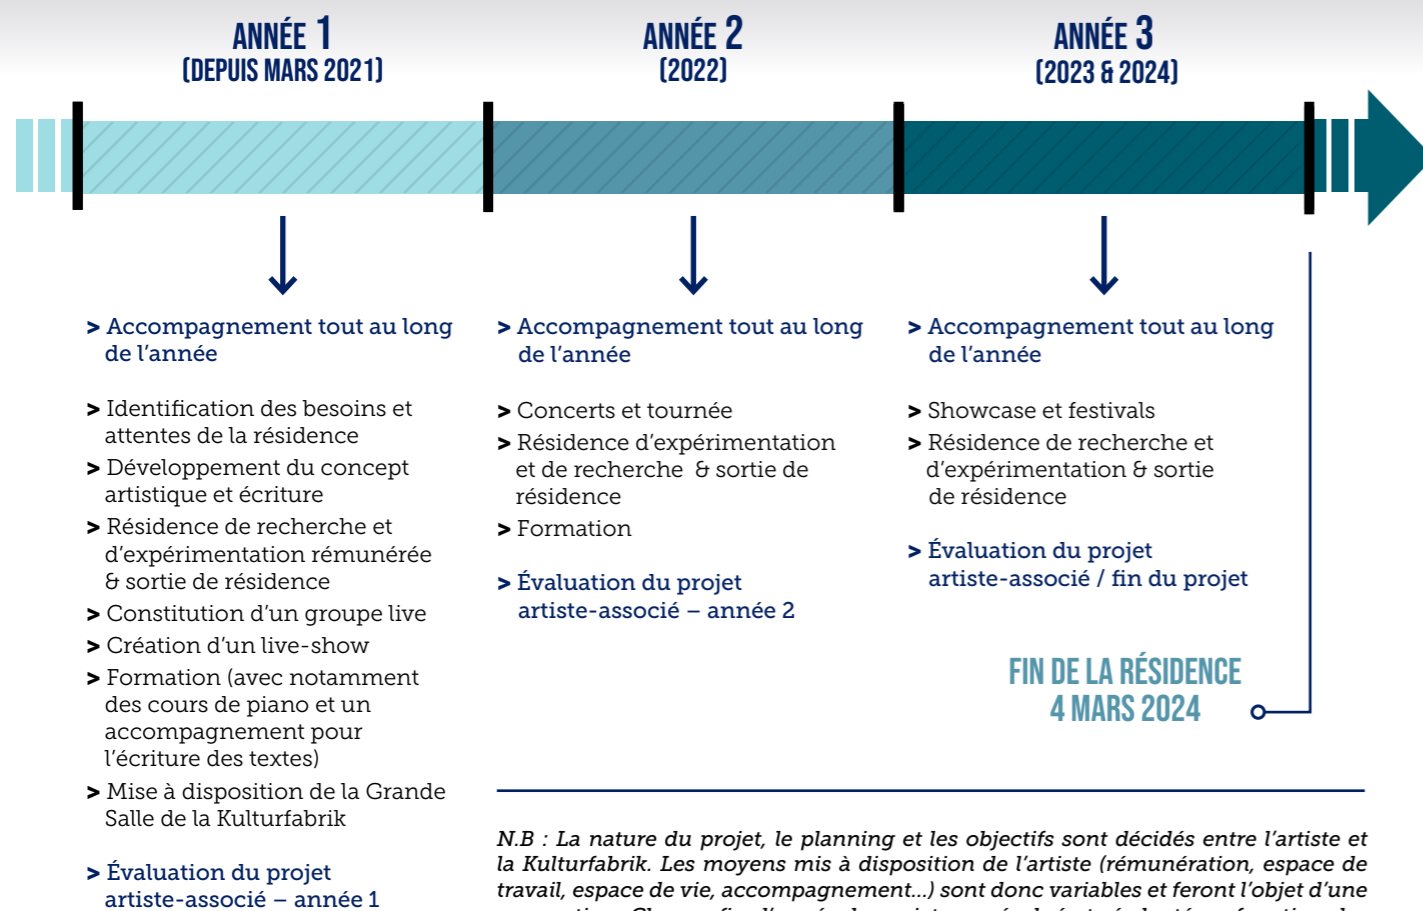 ANNÉE 1
(DEPUIS MARS 2021)
> Accompagnement tout au long
de l’année
> Identification des besoins et
attentes de la résidence
> Développement du concept
artistique et écriture
> Résidence de recherche et
d’expérimentation rémunérée
& sortie de résidence
> Constitution d’un groupe live
> Création d’un live-show
> Formation (avec notamment
des cours de piano et un
accompagnement pour
l’écriture des textes)
> Mise à disposition de la Grande
Salle de la Kulturfabrik
> Évaluation du projet
artiste-associé – année 1
ANNÉE 2
(2022)
> Accompagnement tout au long
de l’année
> Concerts et tournée
> Résidence d’expérimentation
et de recherche & sortie de
résidence
> Formation
> Évaluation du projet
artiste-associé – année 2
ANNÉE 3
(2023 & 2024)
> Accompagnement tout au long
de l’année
> Showcase et festivals
> Résidence de recherche et
d’expérimentation & sortie
de résidence
> Évaluation du projet
artiste-associé / fin du projet
FIN DE LA RÉSIDENCE
4 MARS 2024
N.B : La nature du projet, le planning et les objectifs sont décidés entre l’artiste et
la Kulturfabrik. Les moyens mis à disposition de l’artiste (rémunération, espace de
travail, espace de vie, accompagnement...) sont donc variables et feront l’objet d’une